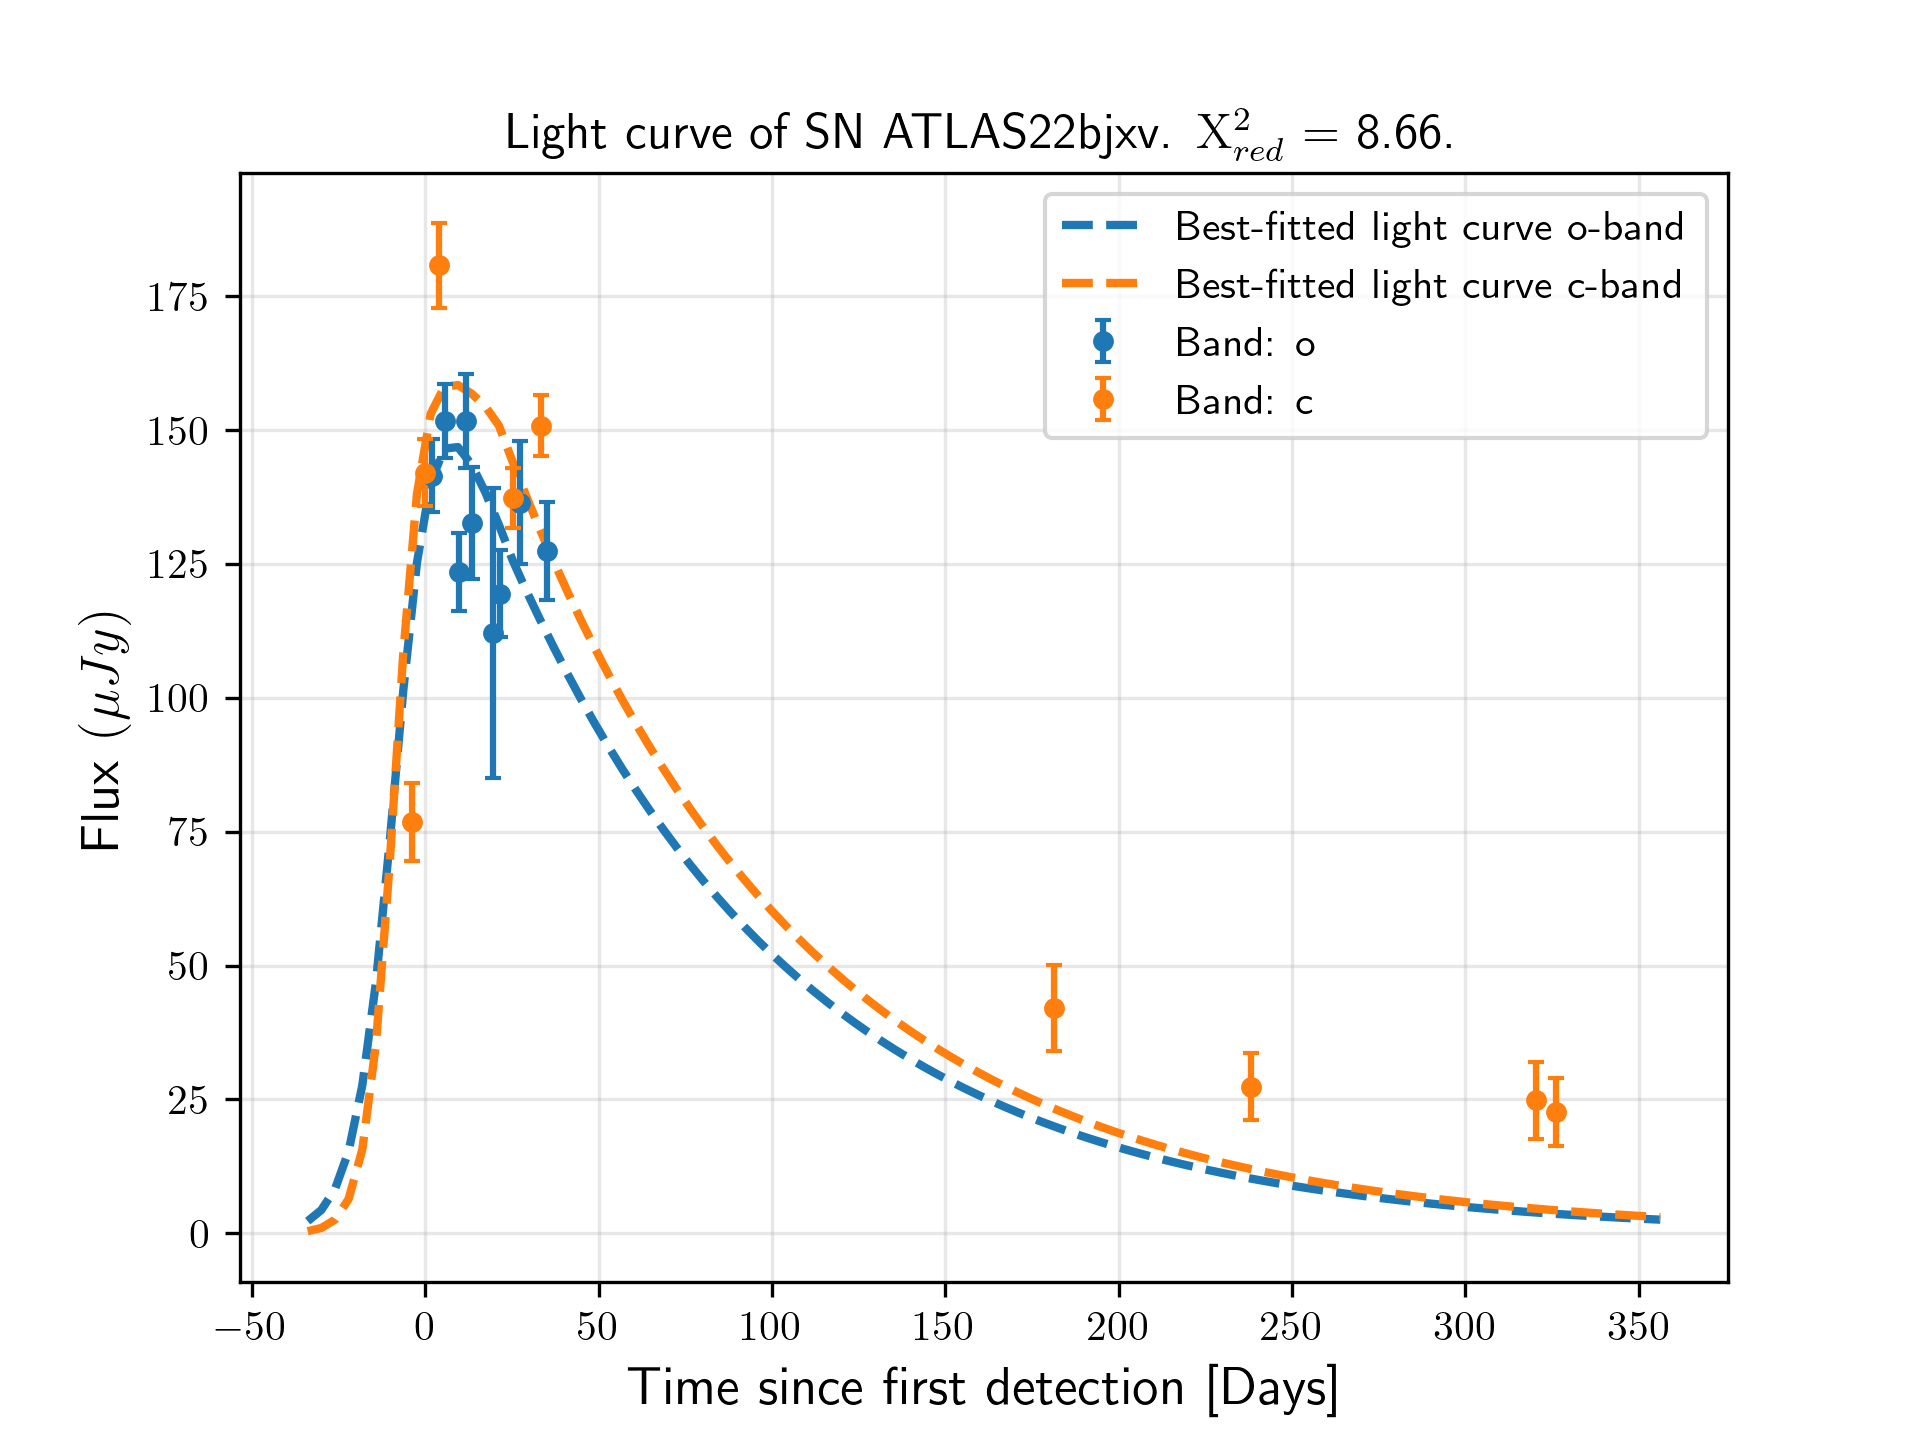 Light curve of SN ATLAS22bjxv. X²_red = 8.66.
Best-fitted light curve o-band
Best-fitted light curve c-band
Band: o
Band: c
Flux (μJy)
175
150
125
100
75
50
25
0
−50 0 50 100 150 200 250 300 350
Time since first detection [Days]